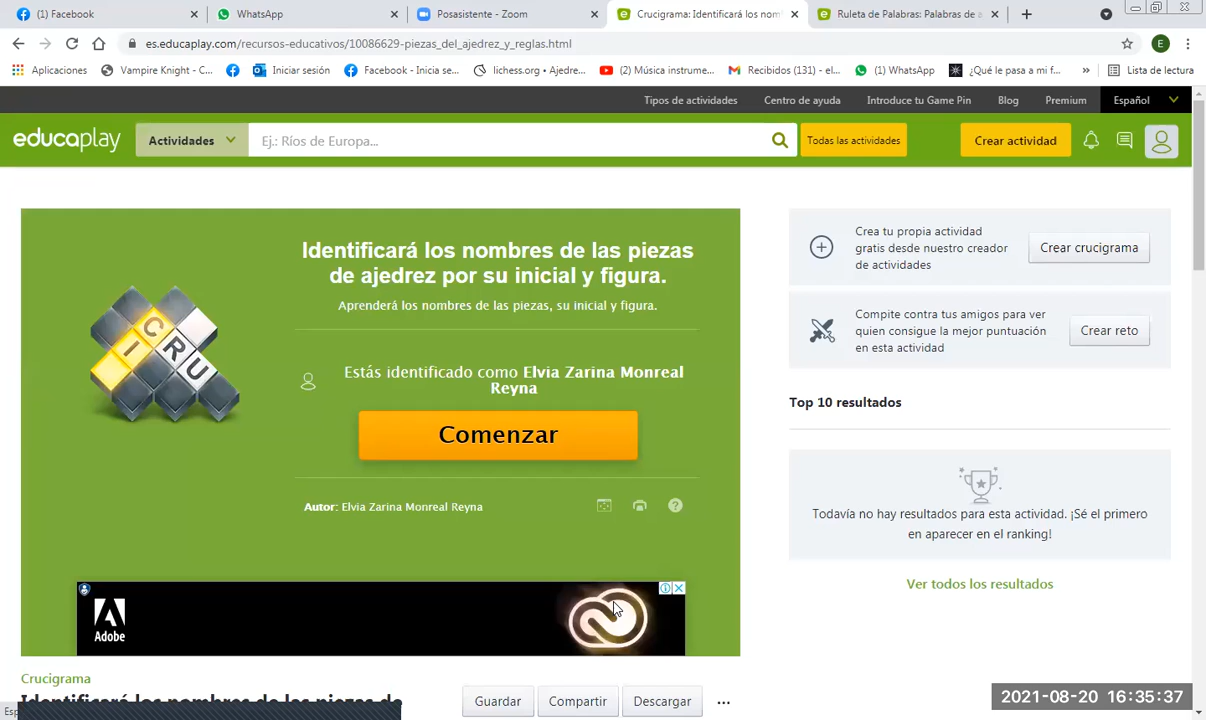 (1) Facebook
WhatsApp
Posasistente - Zoom
Crucigrama: Identificará los nom
Ruleta de Palabras: Palabras de a
es.educaplay.com/recursos-educativos/10086629-piezas_del_ajedrez_y_reglas.html
E
Aplicaciones
Vampire Knight - C...
Iniciar sesión
Facebook - Inicia se...
lichess.org • Ajedre...
(2) Música instrume...
Recibidos (131) - el...
(1) WhatsApp
¿Qué le pasa a mi f...
»
Lista de lectura
Tipos de actividades
Centro de ayuda
Introduce tu Game Pin
Blog
Premium
Español
educaplay
Actividades
Ej.: Ríos de Europa...
Todas las actividades
Crear actividad
Identificará los nombres de las piezas
de ajedrez por su inicial y figura.
Aprenderá los nombres de las piezas, su inicial y figura.
C
I
R
U
Estás identificado como Elvia Zarina Monreal
Reyna
Comenzar
Autor: Elvia Zarina Monreal Reyna
?
Adobe
Crea tu propia actividad
gratis desde nuestro creador
de actividades
Crear crucigrama
Compite contra tus amigos para ver
quien consigue la mejor puntuación
en esta actividad
Crear reto
Top 10 resultados
Todavía no hay resultados para esta actividad. ¡Sé el primero
en aparecer en el ranking!
Ver todos los resultados
Crucigrama
Identificará los nombres de las piezas de
Guardar
Compartir
Descargar
...
Esp
2021-08-20 16:35:37